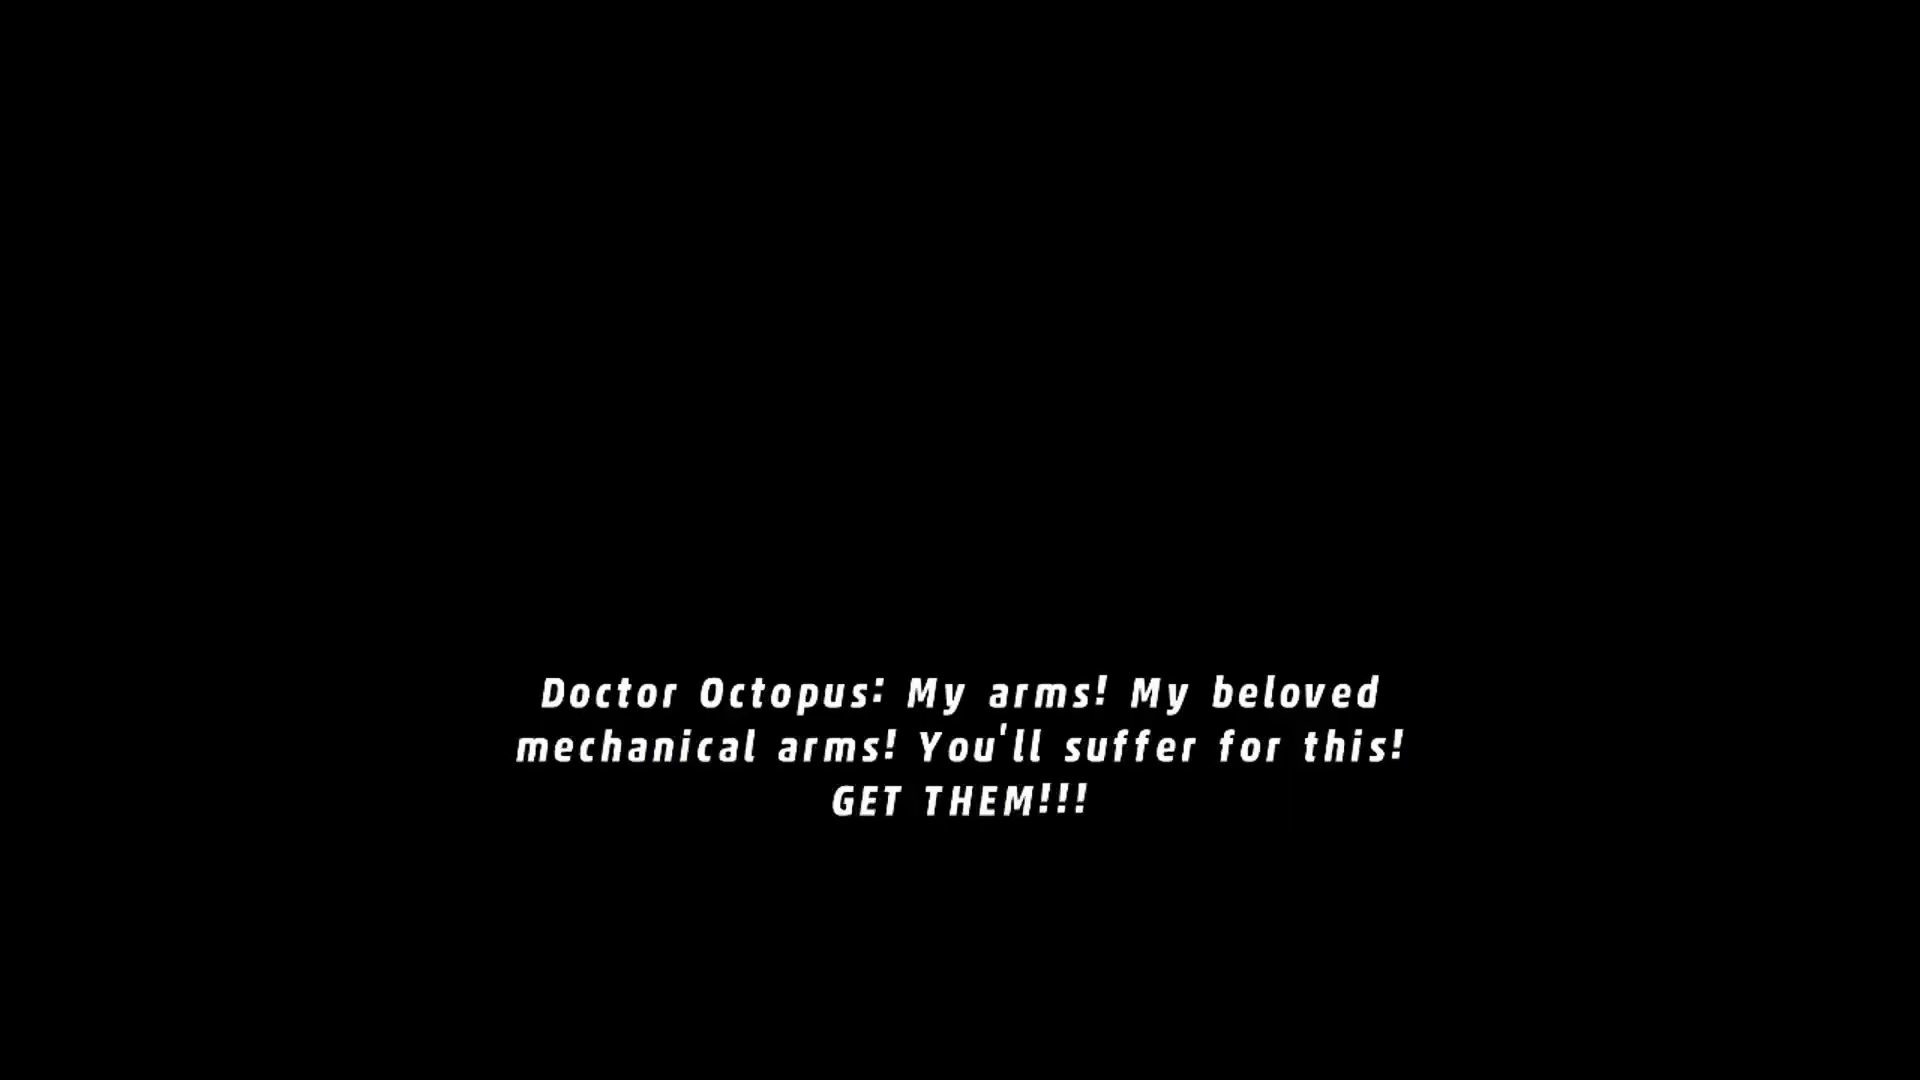 Doctor Octopus: My arms! My beloved
mechanical arms! You'll suffer for this!
GET THEM!!!